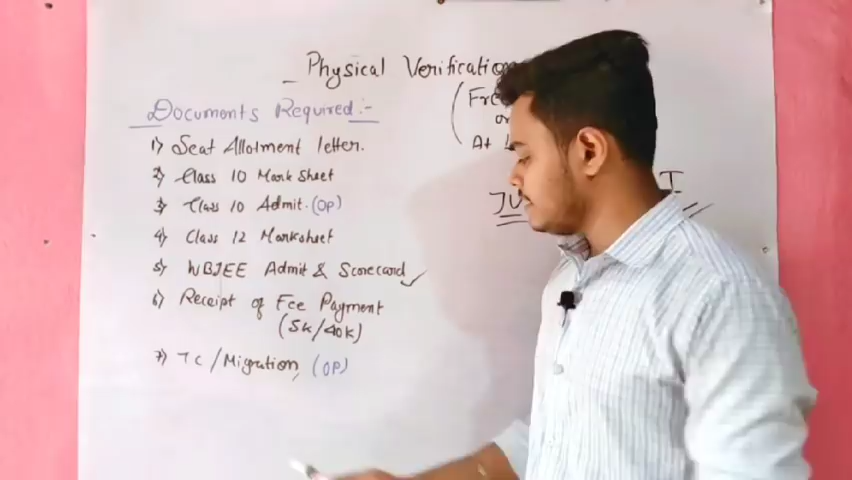 Physical Verification
Documents Required :-
1) Seat Allotment letter.
2) Class 10 Mark Sheet
3) Class 10 Admit. (OP)
4) Class 12 Marksheet
5) WBJEE Admit & Scorecard ✓
6) Receipt of Fee Payment
(5k/40k)
7) TC / Migration, (OP)
At